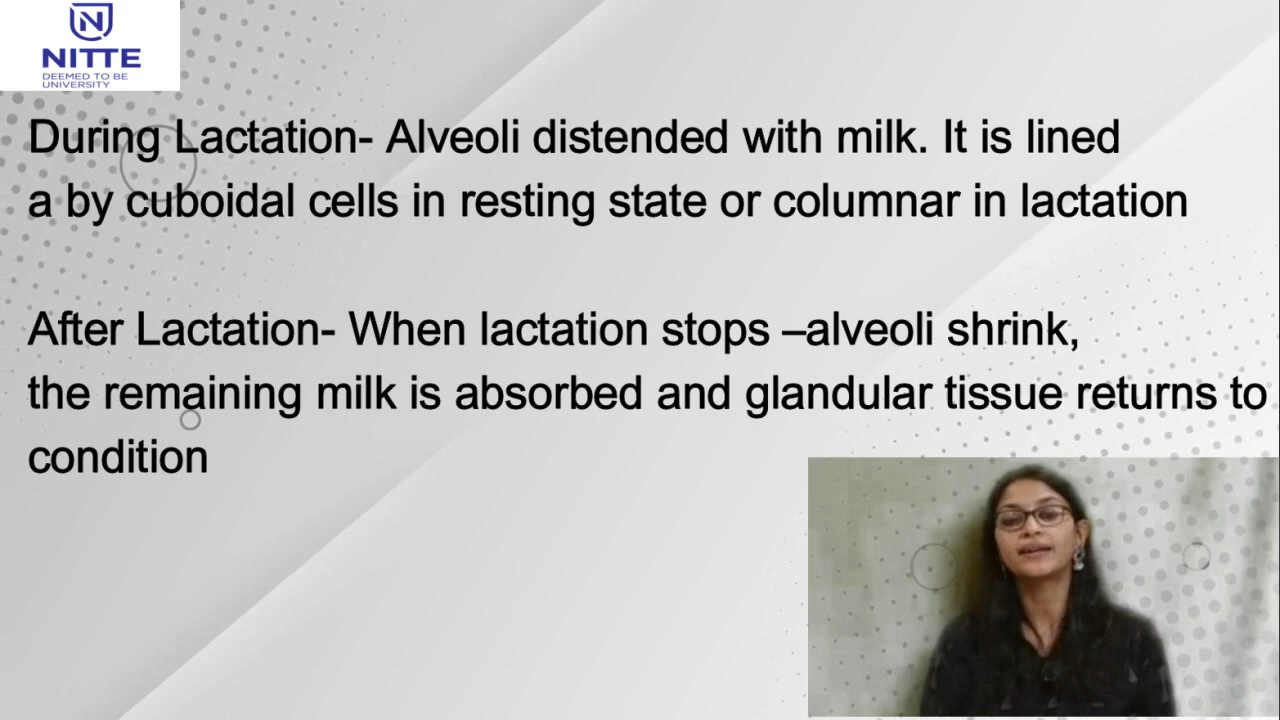 NITTE
DEEMED TO BE
UNIVERSITY
During Lactation- Alveoli distended with milk. It is lined
a by cuboidal cells in resting state or columnar in lactation
After Lactation- When lactation stops –alveoli shrink,
the remaining milk is absorbed and glandular tissue returns to
condition